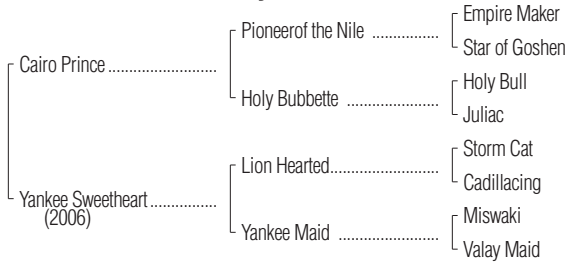 Empire Maker
Pioneerof the Nile ................
Star of Goshen
Cairo Prince ..........................
Holy Bull
Holy Bubbette ......................
Juliac
Storm Cat
Lion Hearted..........................
Cadillacing
Yankee Sweetheart................
(2006)
Miswaki
Yankee Maid ........................
Valay Maid